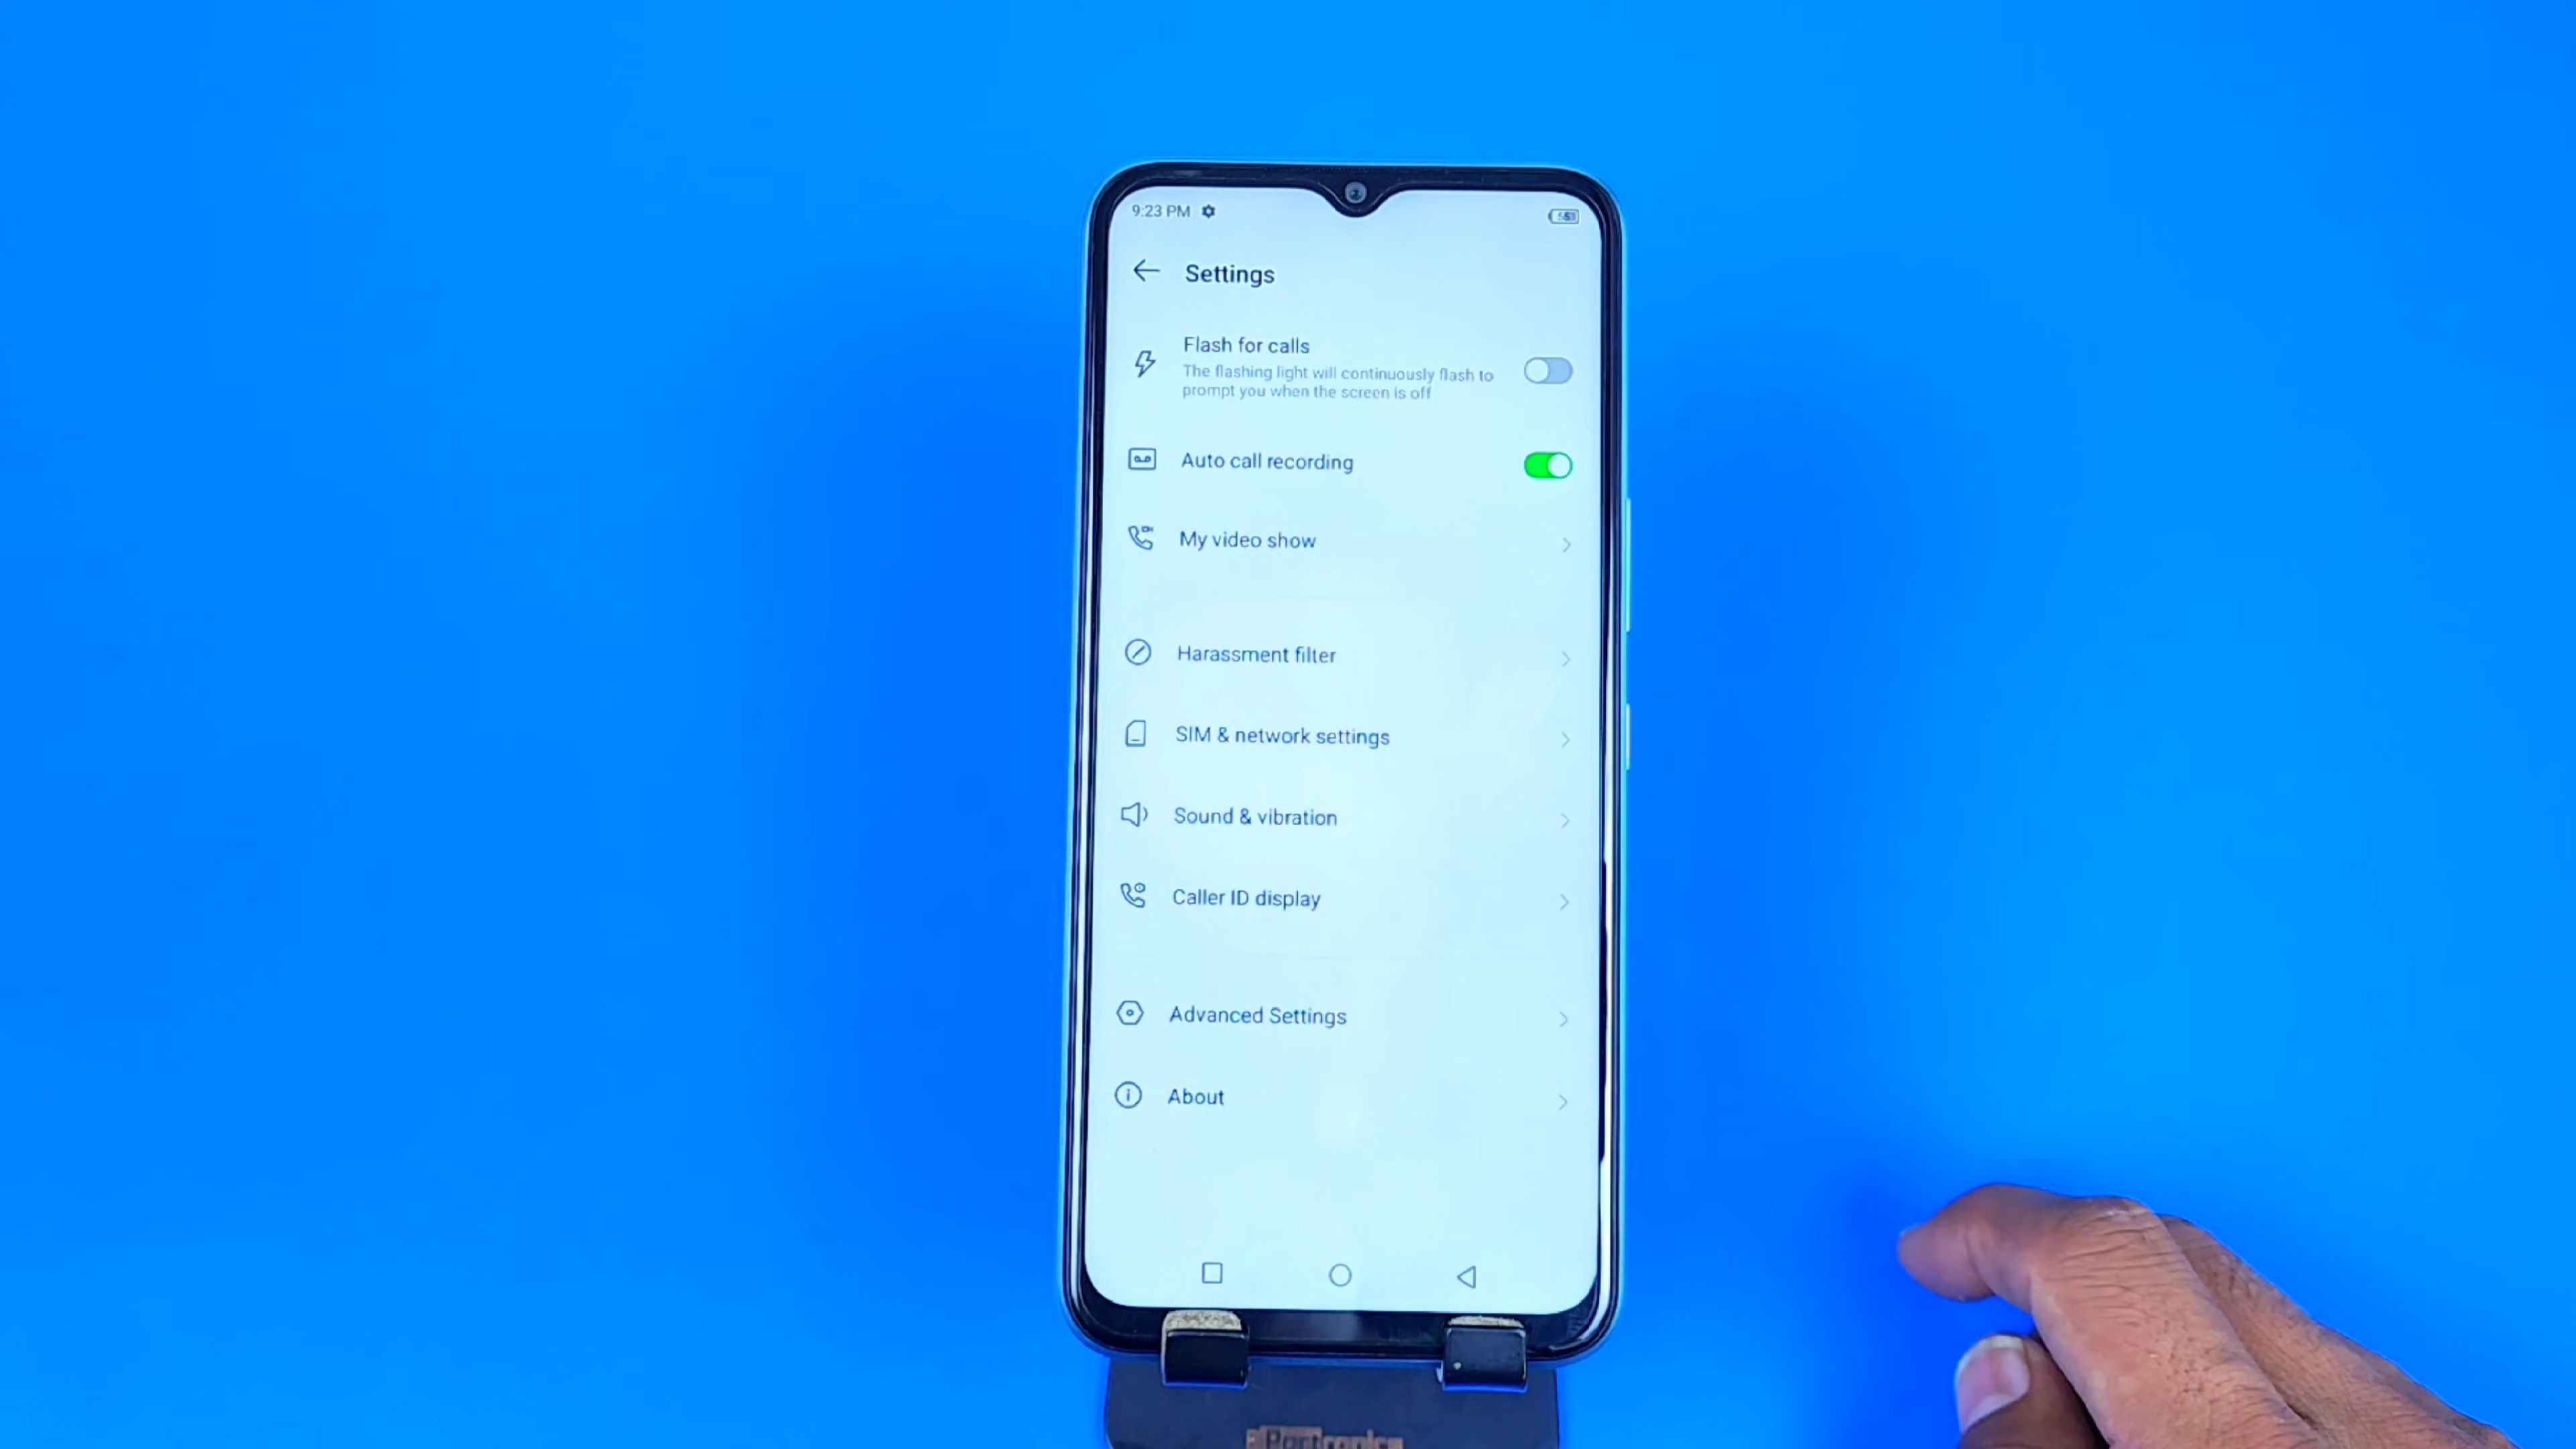 9:23 PM
Settings
Flash for calls
The flashing light will continuously flash to
prompt you when the screen is off
Auto call recording
My video show
Harassment filter
SIM & network settings
Sound & vibration
Caller ID display
Advanced Settings
About